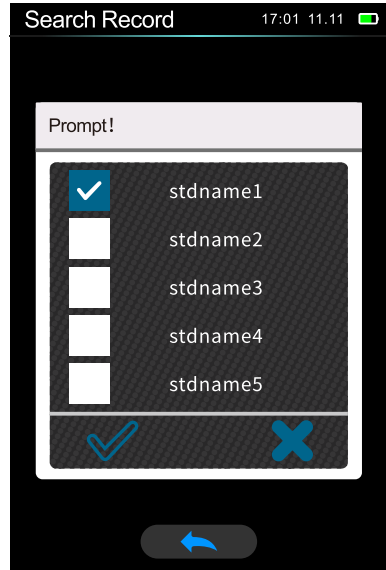 Search Record 17:01 11.11
Prompt!
stdname1
stdname2
stdname3
stdname4
stdname5